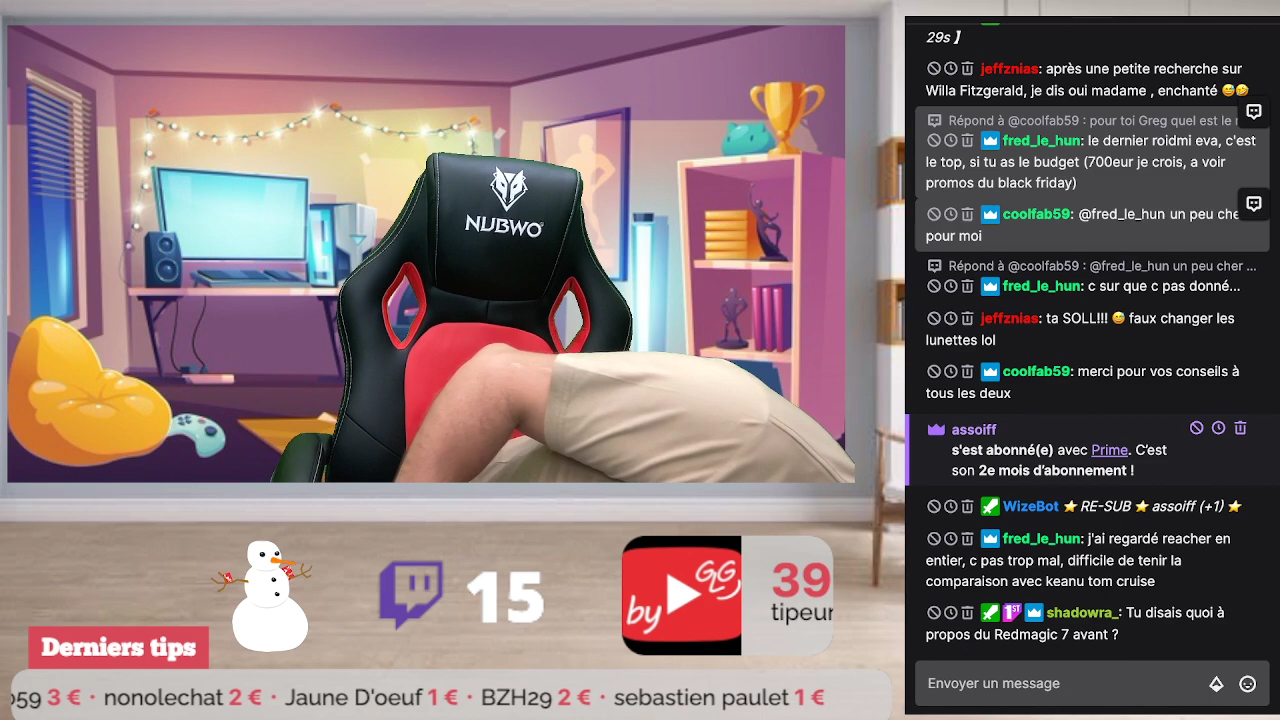 NUBWO
15
by GG
39
tipeur
Derniers tips
59 3 € · nonolechat 2 € · Jaune D'oeuf 1 € · BZH29 2 € · sebastien paulet 1 €
29s 】
jeffznias: après une petite recherche sur
Willa Fitzgerald, je dis oui madame , enchanté 😅🤣
Répond à @coolfab59 : pour toi Greg quel est le
fred_le_hun: le dernier roidmi eva, c'est
le top, si tu as le budget (700eur je crois, a voir
promos du black friday)
coolfab59: @fred_le_hun un peu che
pour moi
Répond à @coolfab59 : @fred_le_hun un peu cher ...
fred_le_hun: c sur que c pas donné...
jeffznias: ta SOLL!!! 😅 faux changer les
lunettes lol
coolfab59: merci pour vos conseils à
tous les deux
assoiff
s'est abonné(e) avec Prime. C'est
son 2e mois d'abonnement !
WizeBot ⭐ RE-SUB ⭐ assoiff (+1) ⭐
fred_le_hun: j'ai regardé reacher en
entier, c pas trop mal, difficile de tenir la
comparaison avec keanu tom cruise
1ST shadowra_: Tu disais quoi à
propos du Redmagic 7 avant ?
Envoyer un message